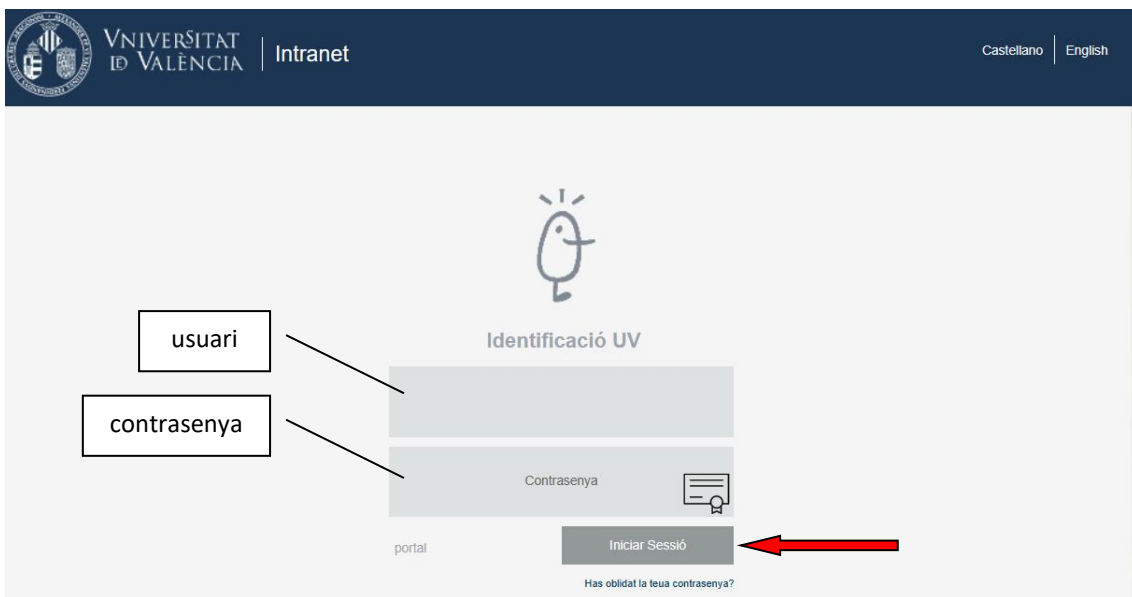 VNIVERSITAT
ID VALÈNCIA
Intranet
Castellano
English
Identificació UV
usuari
contrasenya
Contrasenya
portal
Iniciar Sessió
Has oblidat la teua contrasenya?